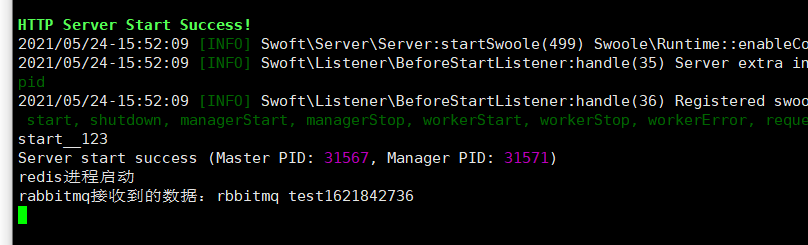 HTTP Server Start Success!
2021/05/24-15:52:09 [INFO] Swoft\Server\Server:startSwoole(499) Swoole\Runtime::enableCo
2021/05/24-15:52:09 [INFO] Swoft\Listener\BeforeStartListener:handle(35) Server extra in
pid
2021/05/24-15:52:09 [INFO] Swoft\Listener\BeforeStartListener:handle(36) Registered swoo
start, shutdown, managerStart, managerStop, workerStart, workerStop, workerError, reque
start__123
Server start success (Master PID: 31567, Manager PID: 31571)
redis进程启动
rabbitmq接收到的数据：rbbitmq test1621842736